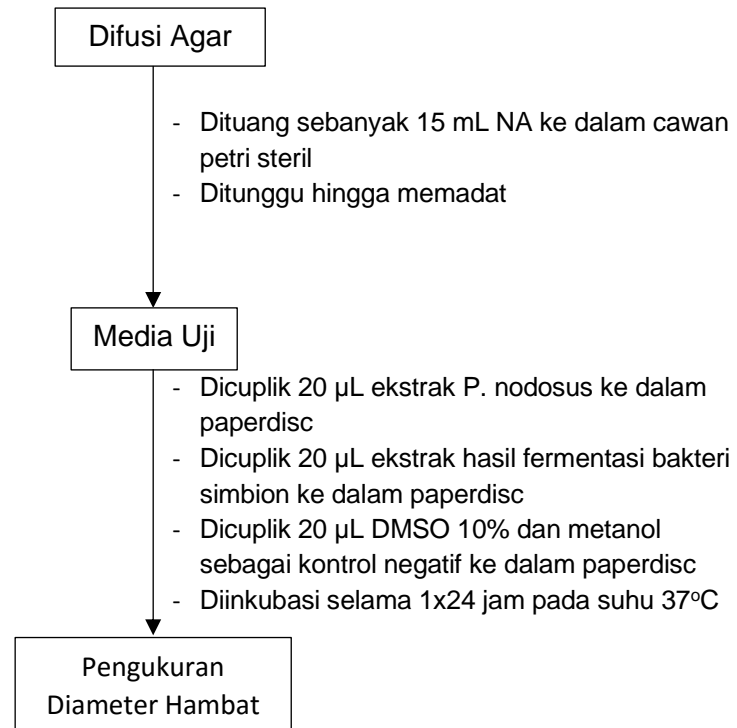 Difusi Agar
- Dituang sebanyak 15 mL NA ke dalam cawan
petri steril
- Ditunggu hingga memadat
Media Uji
- Dicuplik 20 µL ekstrak P. nodosus ke dalam
paperdisc
- Dicuplik 20 µL ekstrak hasil fermentasi bakteri
simbion ke dalam paperdisc
- Dicuplik 20 µL DMSO 10% dan metanol
sebagai kontrol negatif ke dalam paperdisc
- Diinkubasi selama 1x24 jam pada suhu 37°C
Pengukuran
Diameter Hambat